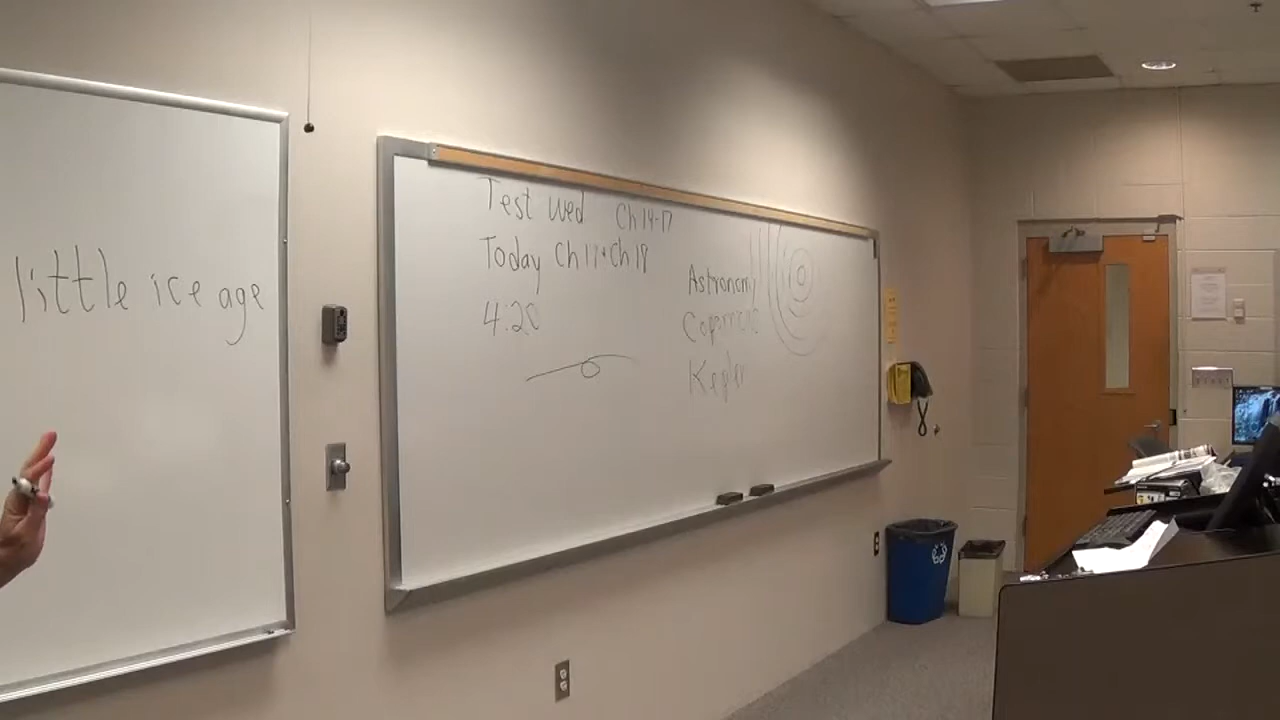 little ice age
Test Wed Ch 14-17
Today Ch 17 + Ch 18
4:20
Astronomy
Kepler